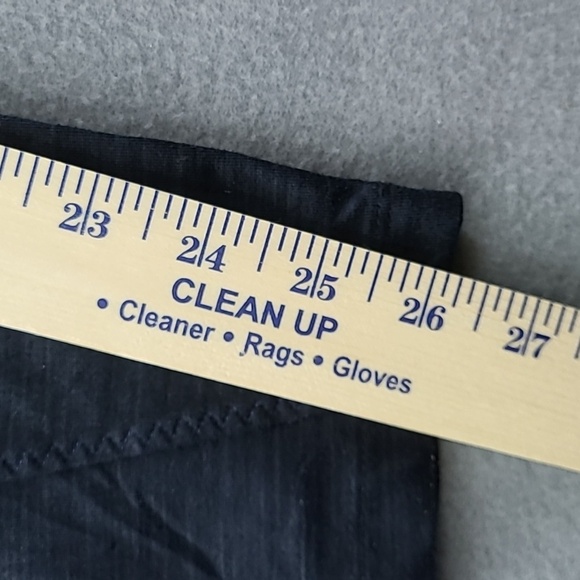 23 24 25 26 27
CLEAN UP
• Cleaner • Rags • Gloves